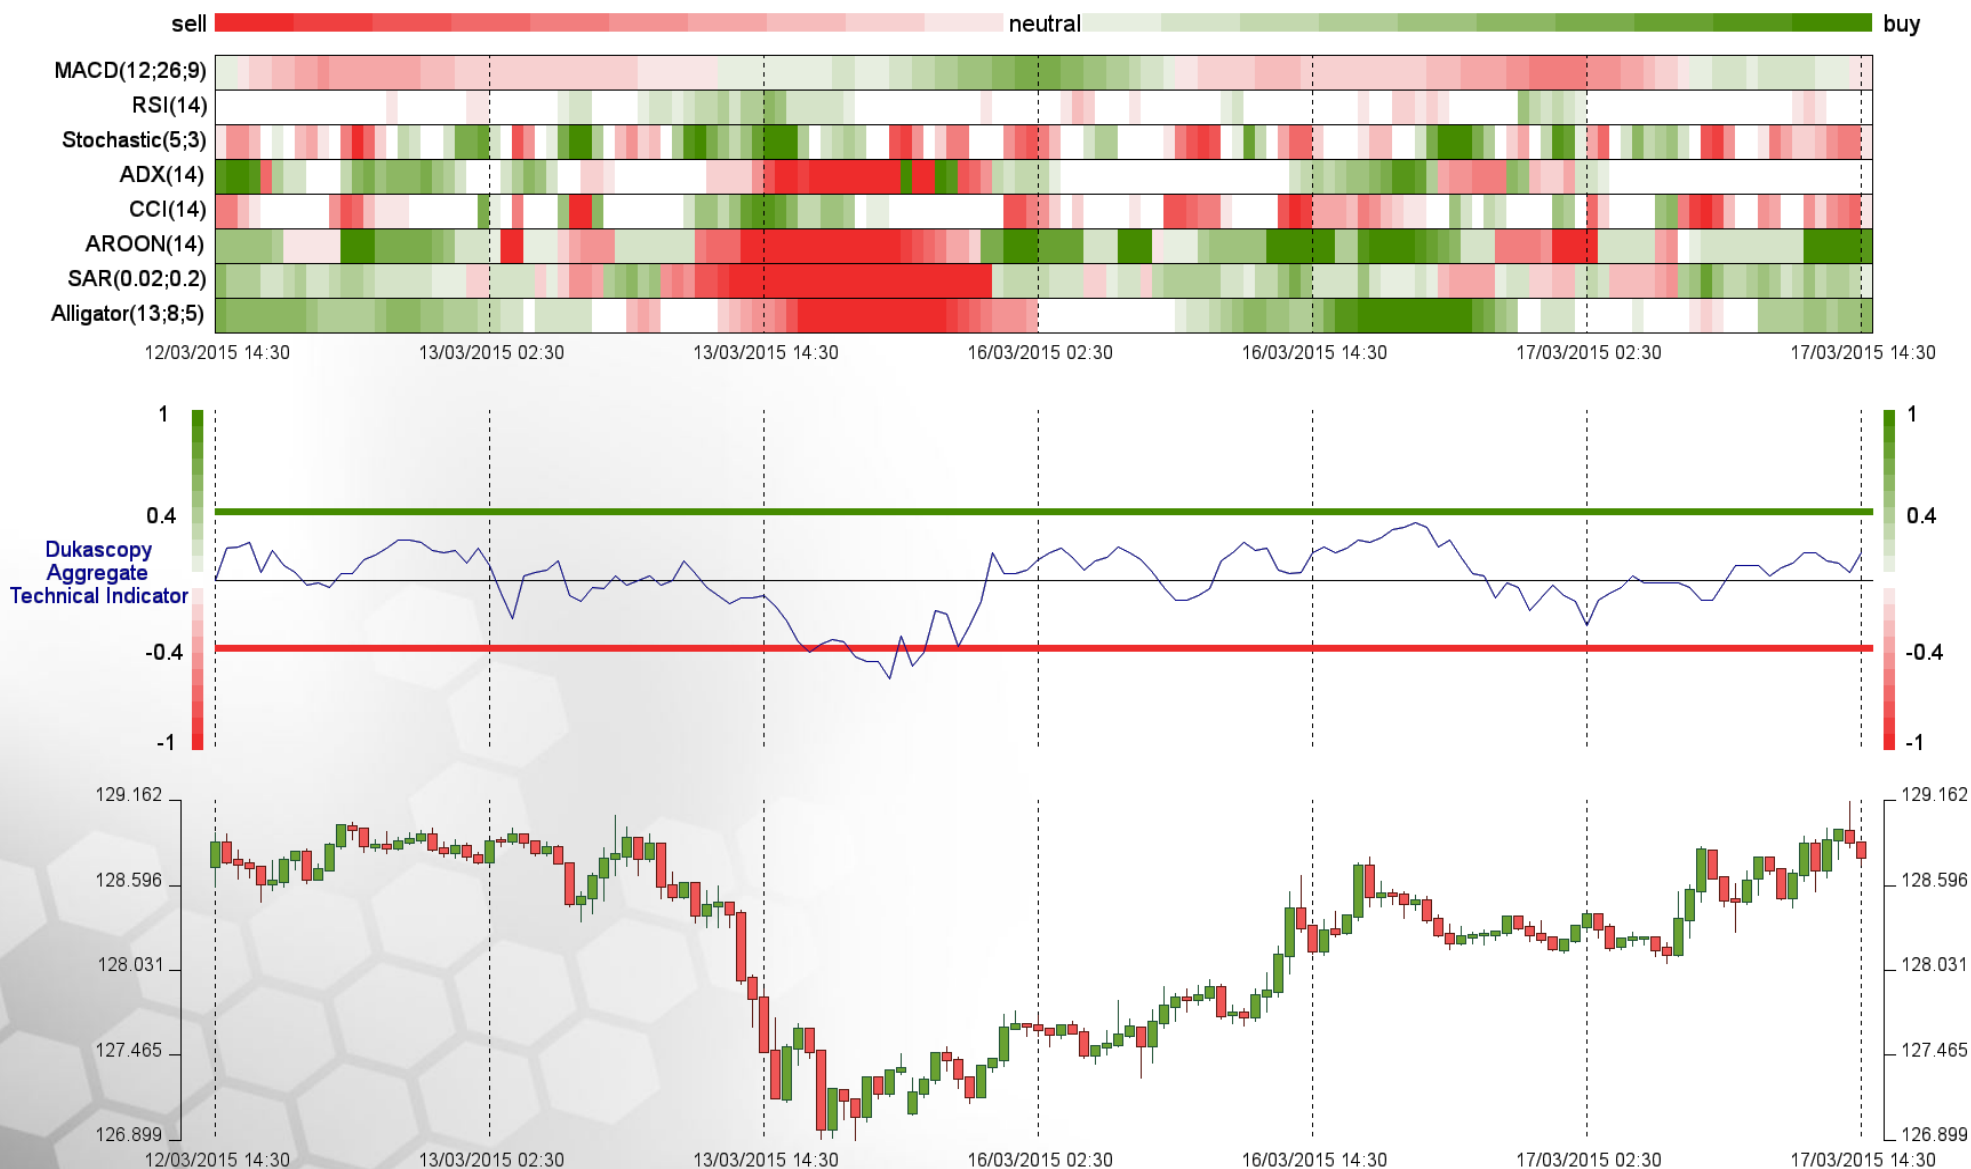 sell neutral buy
MACD(12;26;9)
RSI(14)
Stochastic(5;3)
ADX(14)
CCI(14)
AROON(14)
SAR(0.02;0.2)
Alligator(13;8;5)
12/03/2015 14:30 13/03/2015 02:30 13/03/2015 14:30 16/03/2015 02:30 16/03/2015 14:30 17/03/2015 02:30 17/03/2015 14:30
1 1
0.4 0.4
Dukascopy
Aggregate
Technical Indicator
-0.4 -0.4
-1 -1
129.162 129.162
128.596 128.596
128.031 128.031
127.465 127.465
126.899 126.899
12/03/2015 14:30 13/03/2015 02:30 13/03/2015 14:30 16/03/2015 02:30 16/03/2015 14:30 17/03/2015 02:30 17/03/2015 14:30